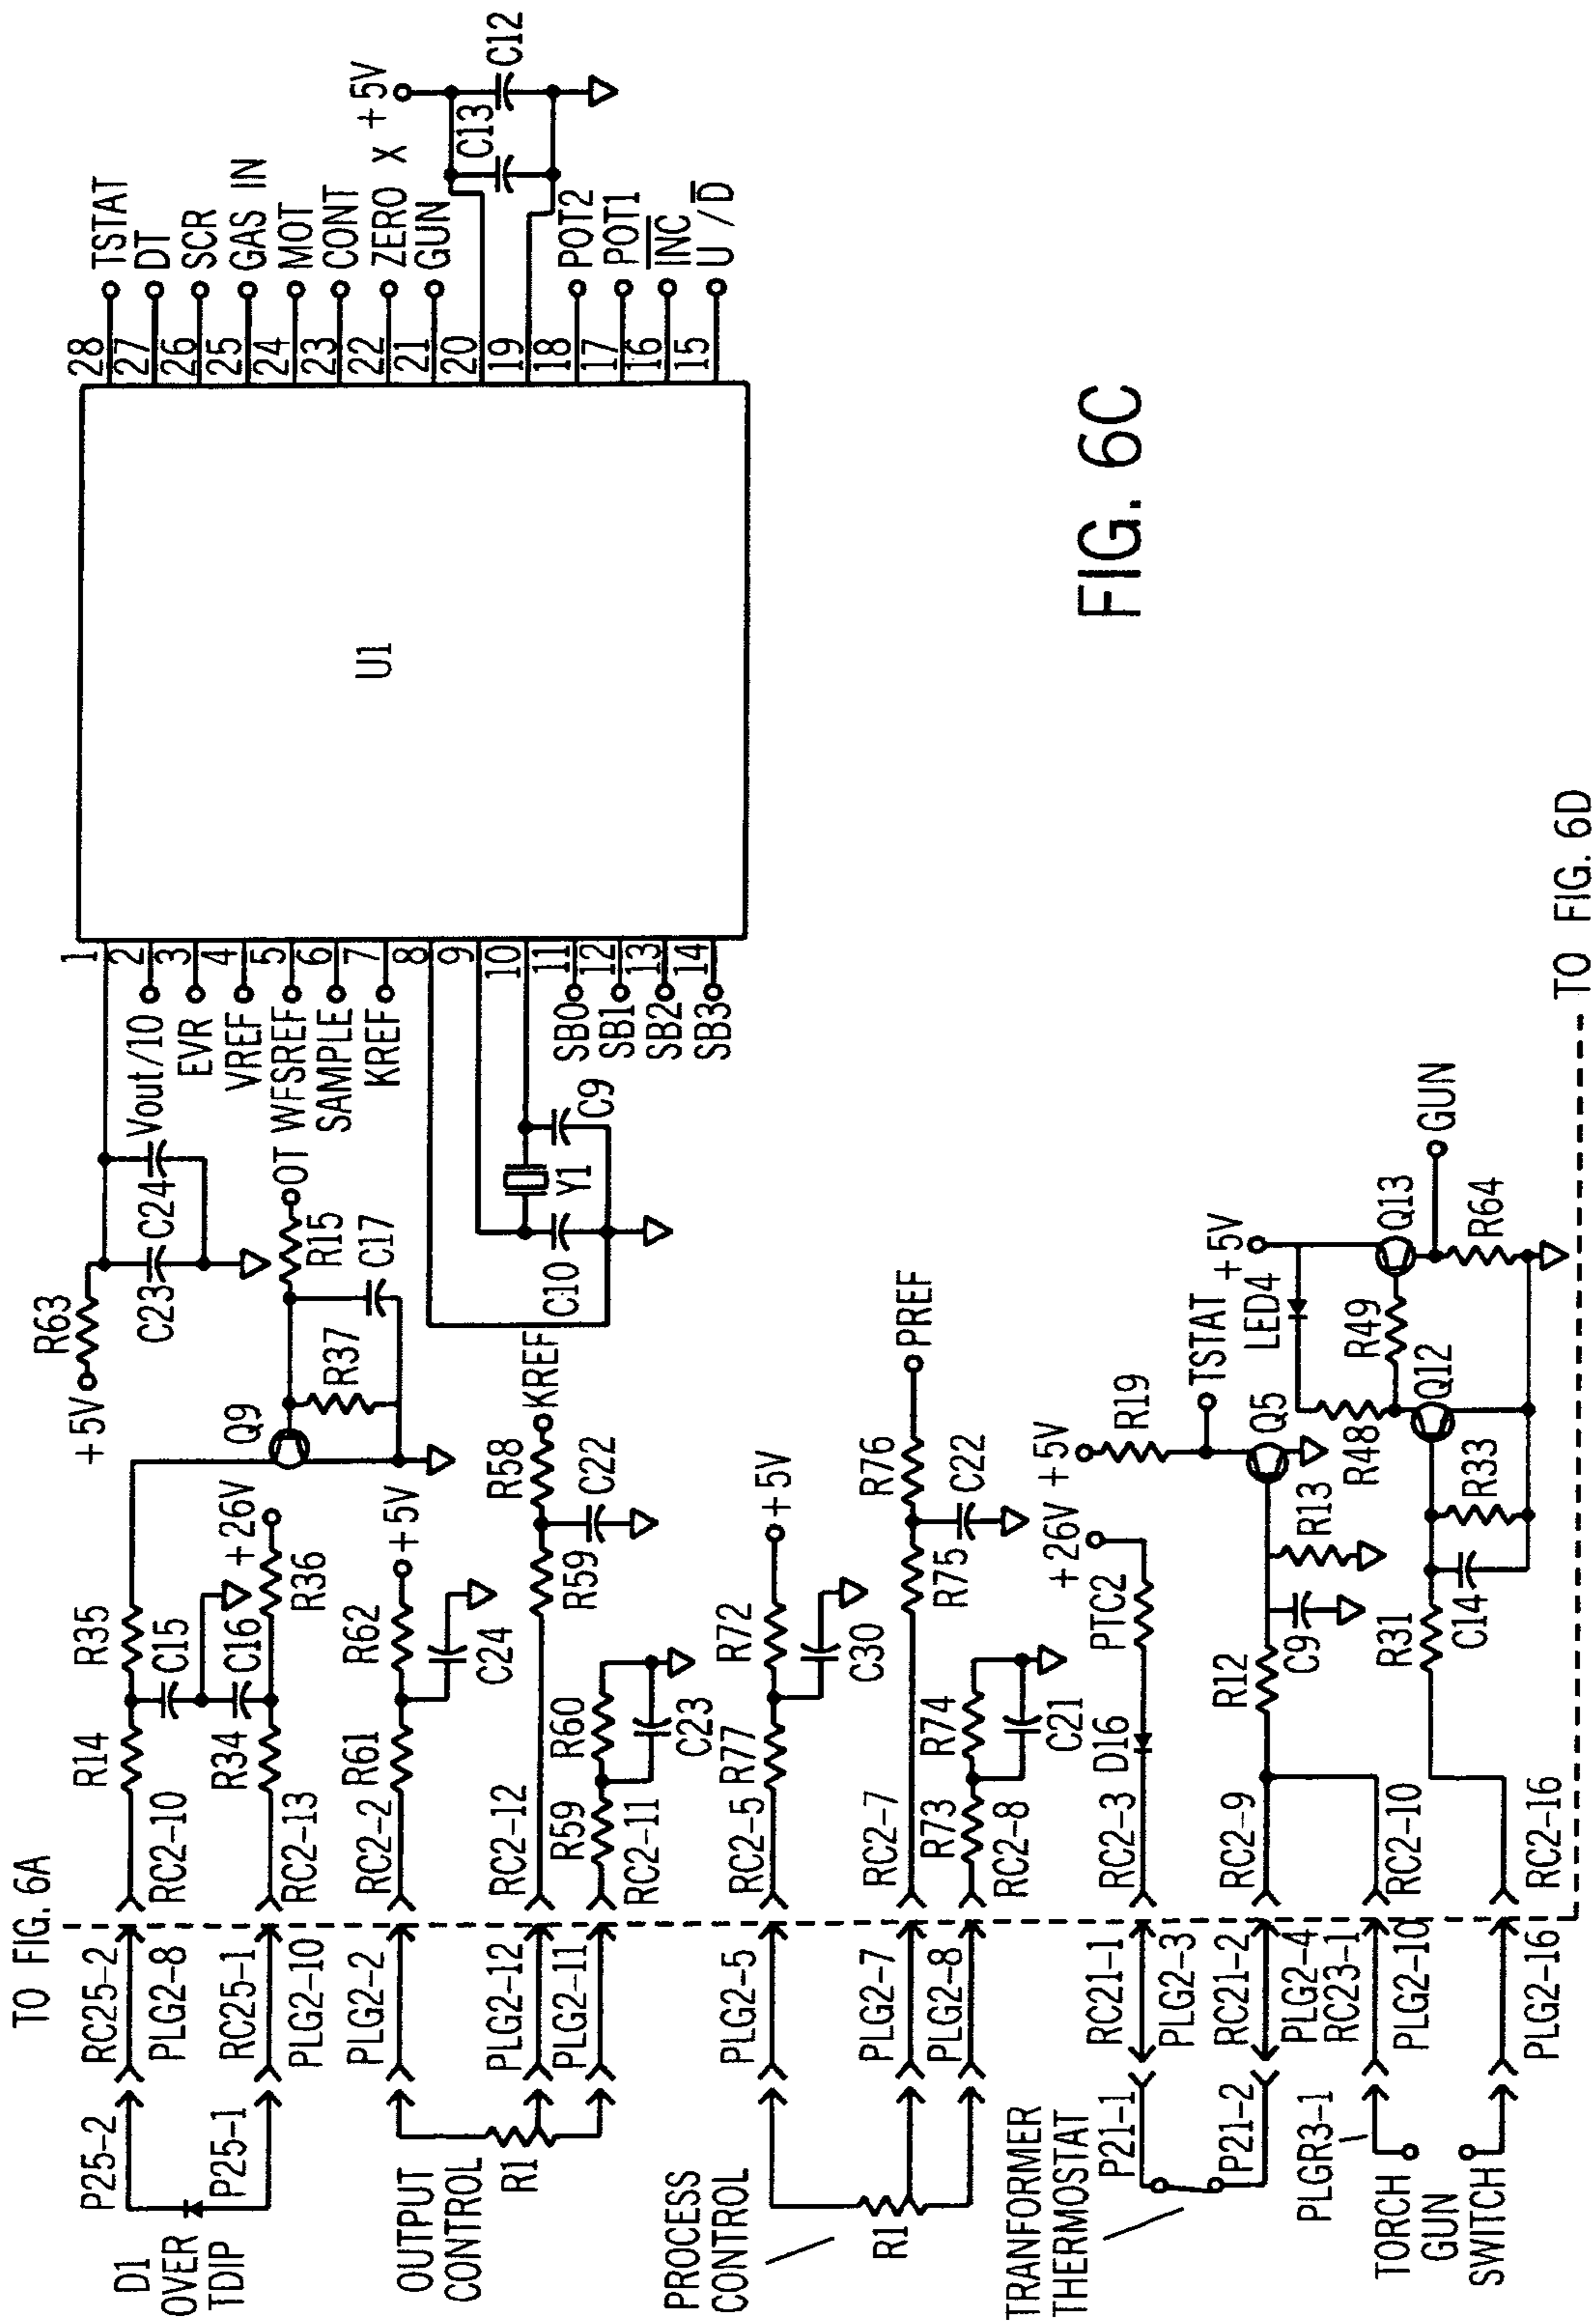 TO FIG. 6A
P25-2
RC25-2
PLG2-8
RC2-10
R14
R35
C15
D1
OVER
TDIP
P25-1
RC25-1
PLG2-10
RC2-13
R34
C16
R36
+26V
Q9
R37
C17
R15
OT
+5V
R63
C23
C24
OUTPUT
CONTROL
R1
PLG2-2
RC2-2
R61
R62
C24
+5V
PLG2-12
RC2-12
R59
R58
C22
KREF
PLG2-11
RC2-11
R59
R60
C23
PROCESS
CONTROL
R1
PLG2-5
RC2-5
R77
R72
C30
+5V
PLG2-7
RC2-7
R75
R76
C22
PREF
PLG2-8
RC2-8
R73
R74
C21
TRANFORMER
THERMOSTAT
P21-1
RC21-1
PLG2-3
RC2-3
D16
PTC2
+26V
P21-2
RC21-2
PLG2-4
RC2-9
R12
C9
R13
Q5
R19
+5V
TSTAT
PLGR3-1
RC23-1
PLG2-10
RC2-10
TORCH
GUN
SWITCH
PLG2-16
RC2-16
R31
C14
R33
Q12
R48
R49
LED4
+5V
Q13
R64
GUN
C10
Y1
C9
U1
1
2 Vout/10
3 EVR
4 VREF
5 WFSREF
6 SAMPLE
7 KREF
8
9
10
11 SB0
12 SB1
13 SB2
14 SB3
28 TSTAT
27 DT
26 SCR
25 GAS IN
24 MOT
23 CONT
22 ZERO X
21 GUN
20
19
18 POT2
17 POT1
16 INC
15 U/D
+5V
C13
C12
FIG. 6C
TO FIG. 6D